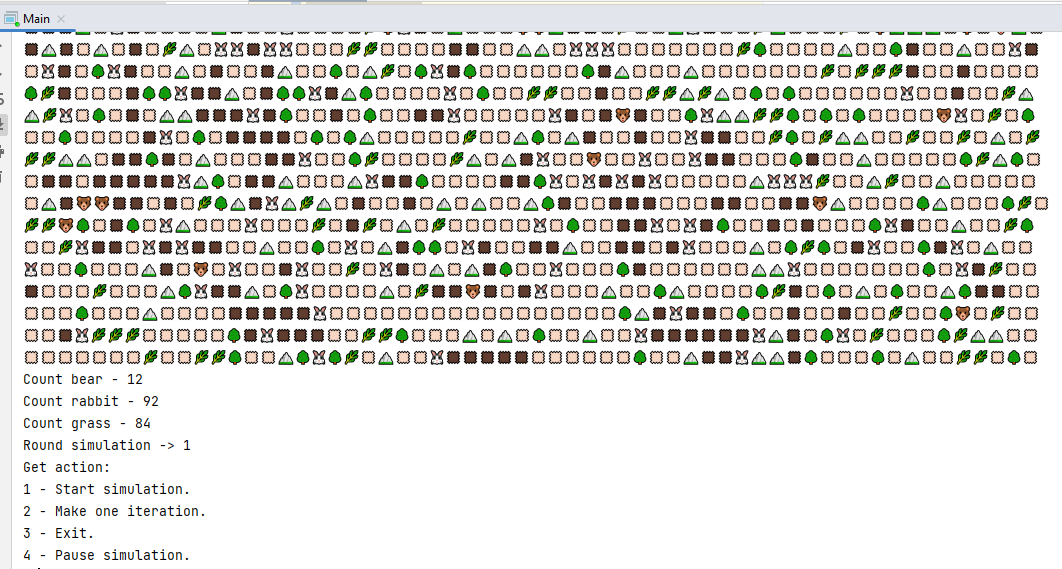 Main
Count bear - 12
Count rabbit - 92
Count grass - 84
Round simulation -> 1
Get action:
1 - Start simulation.
2 - Make one iteration.
3 - Exit.
4 - Pause simulation.